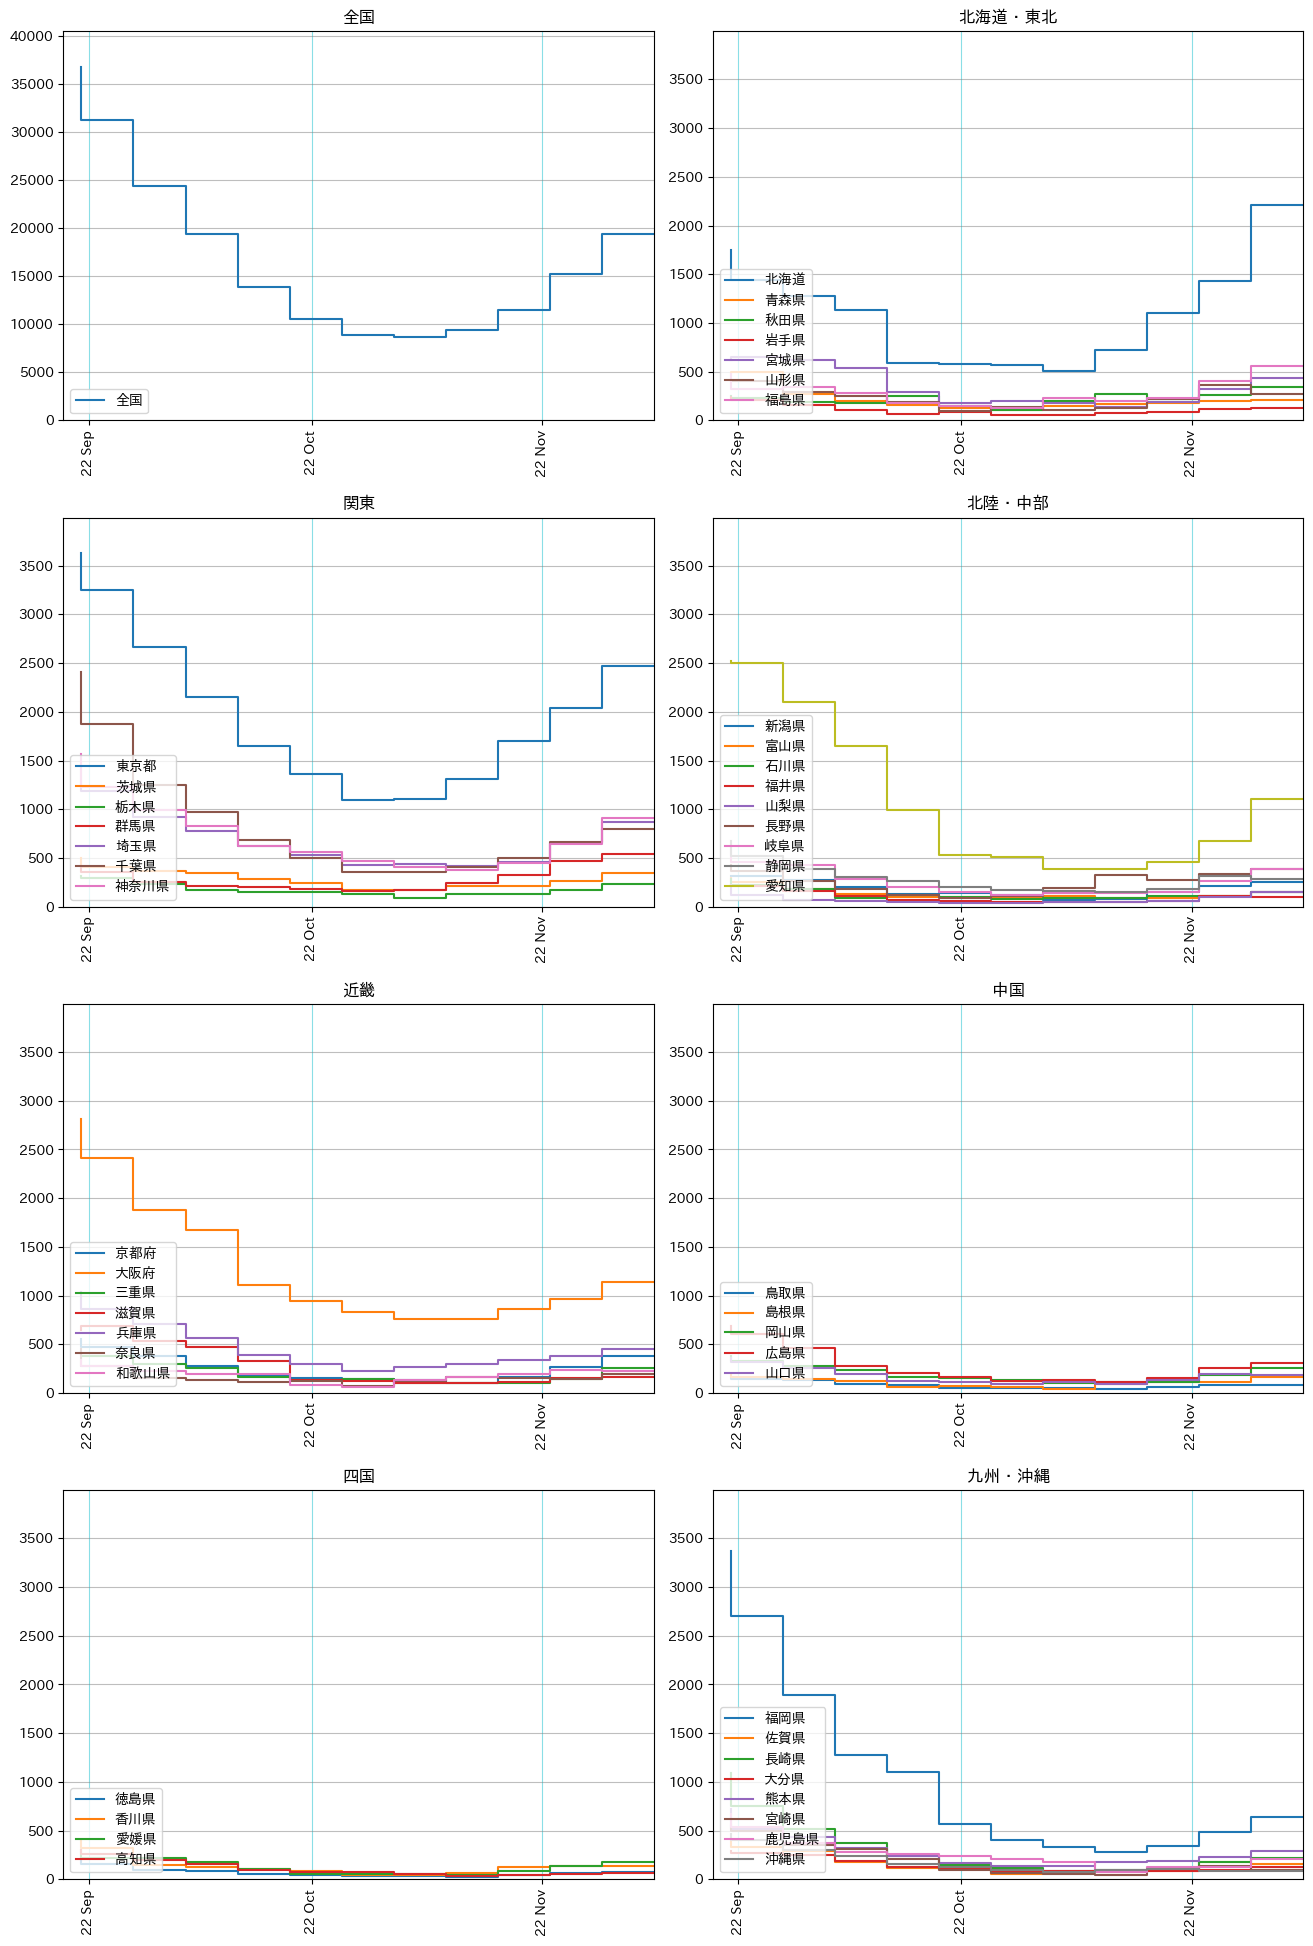 全国
40000
35000
30000
25000
20000
15000
10000
5000
0
全国
22 Sep
22 Oct
22 Nov
北海道・東北
3500
3000
2500
2000
1500
1000
500
0
北海道
青森県
秋田県
岩手県
宮城県
山形県
福島県
22 Sep
22 Oct
22 Nov
関東
3500
3000
2500
2000
1500
1000
500
0
東京都
茨城県
栃木県
群馬県
埼玉県
千葉県
神奈川県
22 Sep
22 Oct
22 Nov
北陸・中部
3500
3000
2500
2000
1500
1000
500
0
新潟県
富山県
石川県
福井県
山梨県
長野県
岐阜県
静岡県
愛知県
22 Sep
22 Oct
22 Nov
近畿
3500
3000
2500
2000
1500
1000
500
0
京都府
大阪府
三重県
滋賀県
兵庫県
奈良県
和歌山県
22 Sep
22 Oct
22 Nov
中国
3500
3000
2500
2000
1500
1000
500
0
鳥取県
島根県
岡山県
広島県
山口県
22 Sep
22 Oct
22 Nov
四国
3500
3000
2500
2000
1500
1000
500
0
徳島県
香川県
愛媛県
高知県
22 Sep
22 Oct
22 Nov
九州・沖縄
3500
3000
2500
2000
1500
1000
500
0
福岡県
佐賀県
長崎県
大分県
熊本県
宮崎県
鹿児島県
沖縄県
22 Sep
22 Oct
22 Nov